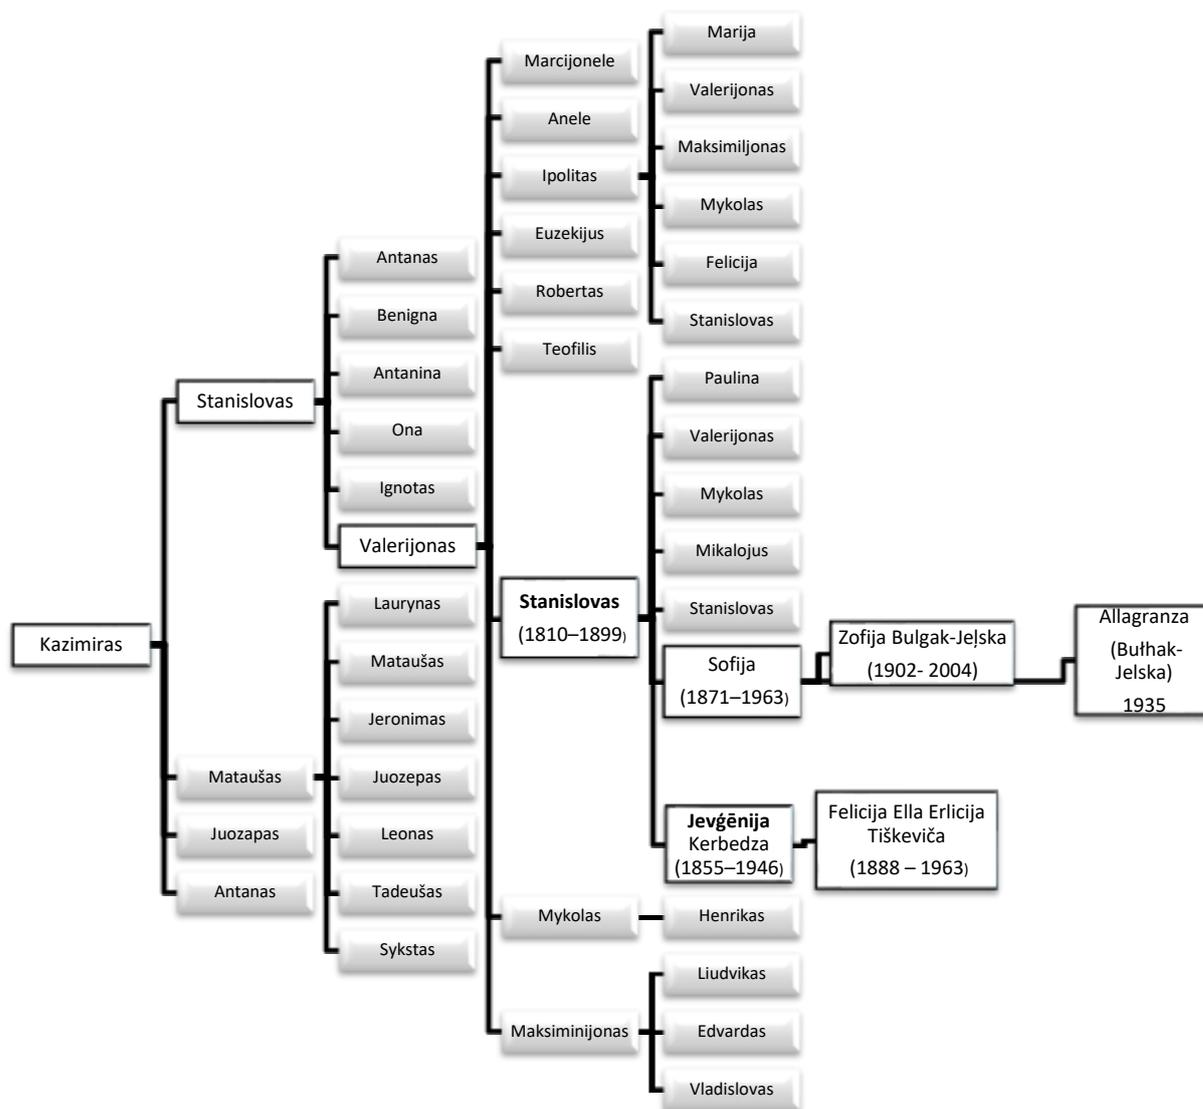 Kazimiras
Stanislovas
Mataušas
Juozapas
Antanas
Antanas
Benigna
Antanina
Ona
Ignotas
Valerijonas
Laurynas
Mataušas
Jeronimas
Juozepas
Leonas
Tadeušas
Sykstas
Marcijonele
Anele
Ipolitas
Euzekijus
Robertas
Teofilis
Stanislovas
(1810–1899)
Mykolas
Maksiminijonas
Marija
Valerijonas
Maksimiljonas
Mykolas
Felicija
Stanislovas
Paulina
Valerijonas
Mykolas
Mikalojus
Stanislovas
Sofija
(1871–1963)
Jevģēnija
Kerbedza
(1855–1946)
Henrikas
Liudvikas
Edvardas
Vladislovas
Zofija Bulgak-Jeļska
(1902- 2004)
Felicija Ella Erlicija
Tiškeviča
(1888 – 1963)
Allagranza
(Bułhak-
Jelska)
1935